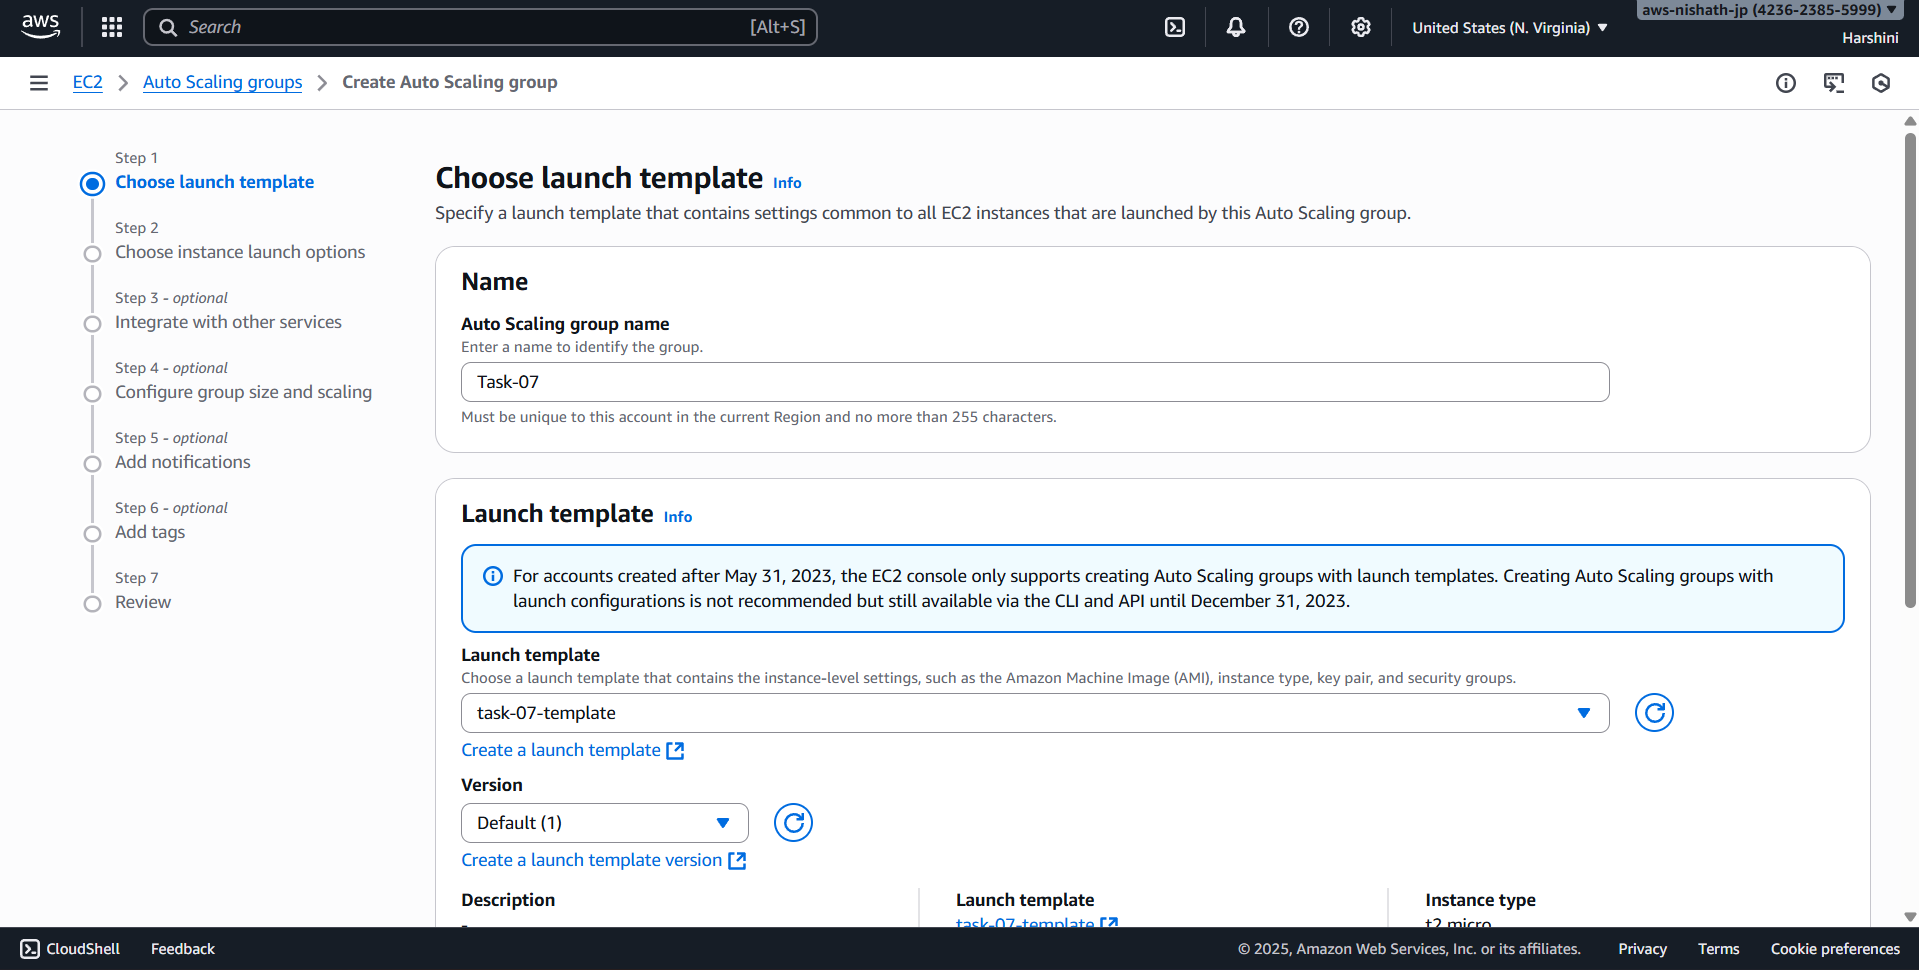 aws
Search [Alt+S]
United States (N. Virginia)
aws-nishath-jp (4236-2385-5999)
Harshini
EC2 Auto Scaling groups Create Auto Scaling group
Step 1
Choose launch template
Step 2
Choose instance launch options
Step 3 - optional
Integrate with other services
Step 4 - optional
Configure group size and scaling
Step 5 - optional
Add notifications
Step 6 - optional
Add tags
Step 7
Review
Choose launch template Info
Specify a launch template that contains settings common to all EC2 instances that are launched by this Auto Scaling group.
Name
Auto Scaling group name
Enter a name to identify the group.
Task-07
Must be unique to this account in the current Region and no more than 255 characters.
Launch template Info
For accounts created after May 31, 2023, the EC2 console only supports creating Auto Scaling groups with launch templates. Creating Auto Scaling groups with
launch configurations is not recommended but still available via the CLI and API until December 31, 2023.
Launch template
Choose a launch template that contains the instance-level settings, such as the Amazon Machine Image (AMI), instance type, key pair, and security groups.
task-07-template
Create a launch template
Version
Default (1)
Create a launch template version
Description
-
Launch template
task-07-template
Instance type
t2.micro
CloudShell Feedback
© 2025, Amazon Web Services, Inc. or its affiliates. Privacy Terms Cookie preferences